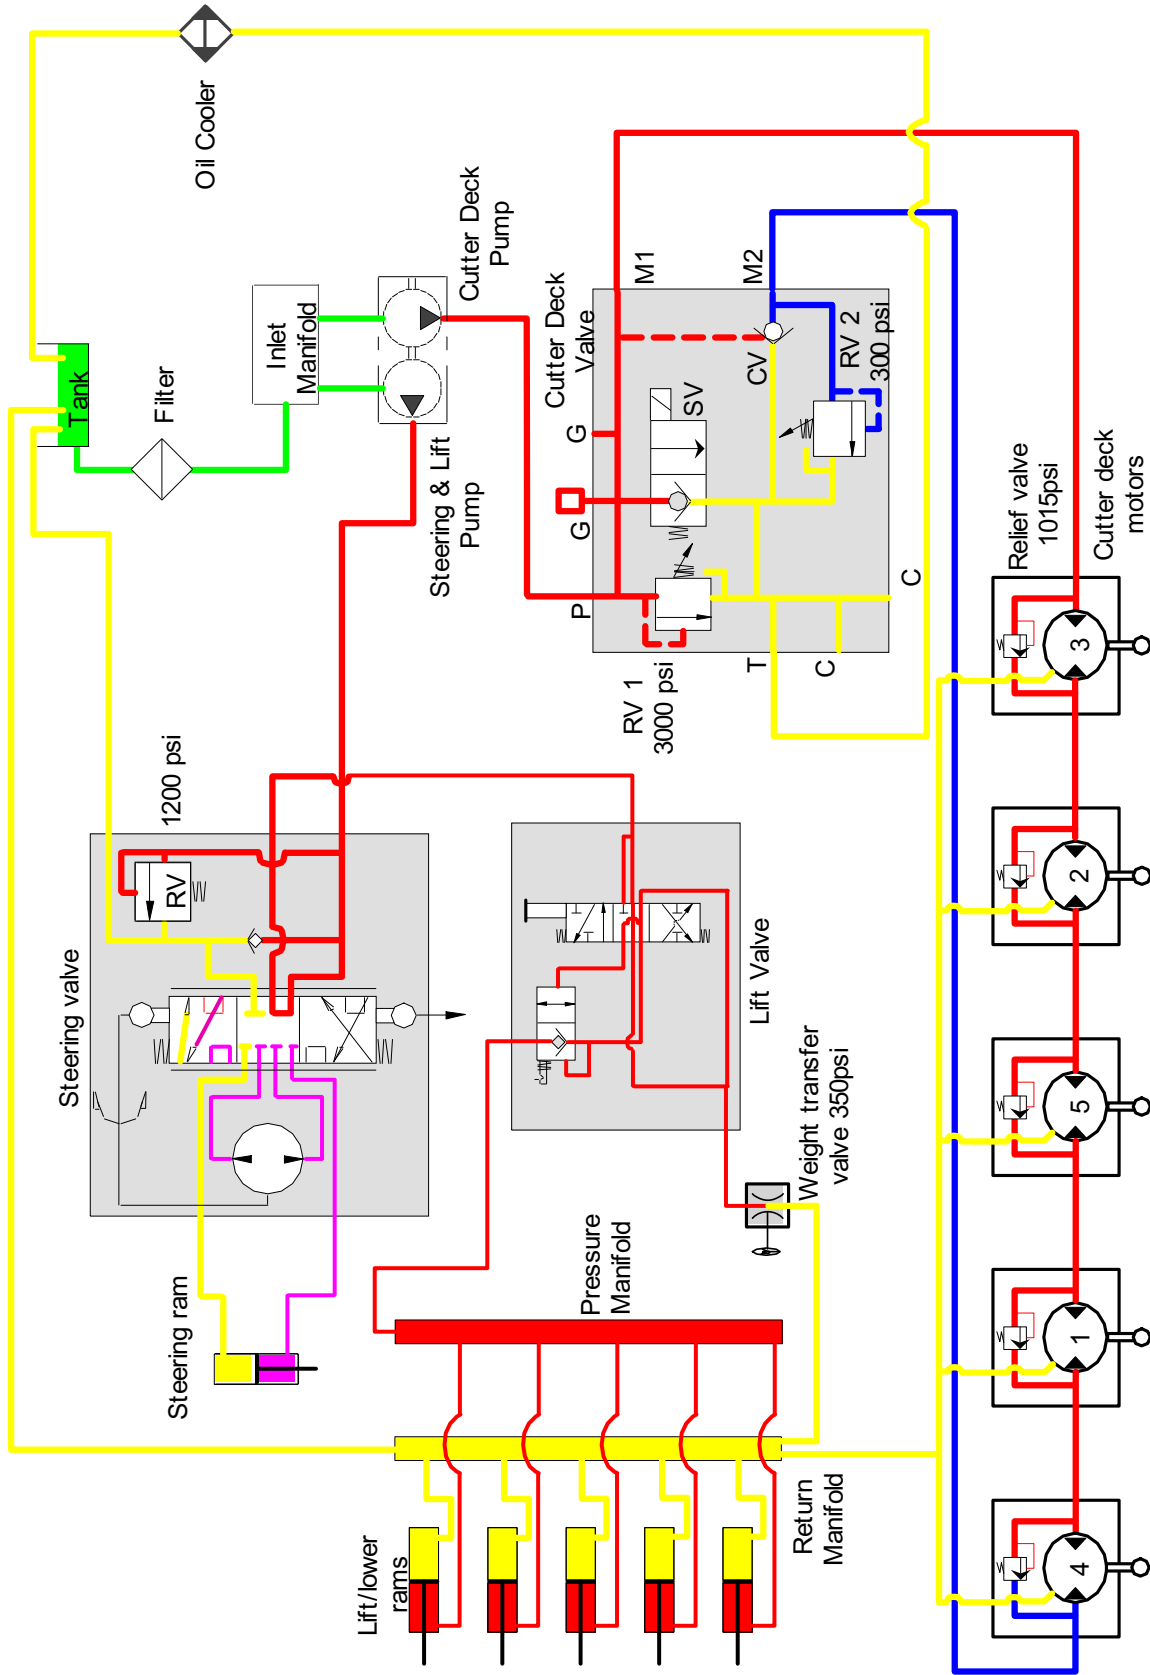 Oil Cooler
Tank
Filter
Inlet
Manifold
Cutter Deck
Pump
Steering & Lift
Pump
Cutter Deck
Valve
M1
M2
G
G
P
T
C
C
SV
CV
RV 1
3000 psi
RV 2
300 psi
Relief valve
1015psi
Cutter deck
motors
3
2
5
1
4
1200 psi
RV
Steering valve
Lift Valve
Weight transfer
valve 350psi
Steering ram
Pressure
Manifold
Return
Manifold
Lift/lower
rams